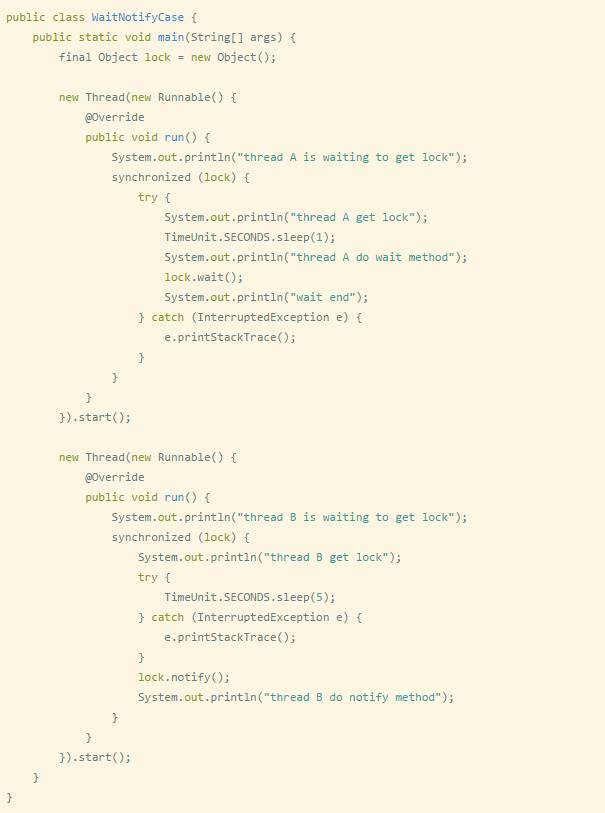 public class WaitNotifyCase {
    public static void main(String[] args) {
        final Object lock = new Object();

        new Thread(new Runnable() {
            @Override
            public void run() {
                System.out.println("thread A is waiting to get lock");
                synchronized (lock) {
                    try {
                        System.out.println("thread A get lock");
                        TimeUnit.SECONDS.sleep(1);
                        System.out.println("thread A do wait method");
                        lock.wait();
                        System.out.println("wait end");
                    } catch (InterruptedException e) {
                        e.printStackTrace();
                    }
                }
            }
        }).start();

        new Thread(new Runnable() {
            @Override
            public void run() {
                System.out.println("thread B is waiting to get lock");
                synchronized (lock) {
                    System.out.println("thread B get lock");
                    try {
                        TimeUnit.SECONDS.sleep(5);
                    } catch (InterruptedException e) {
                        e.printStackTrace();
                    }
                    lock.notify();
                    System.out.println("thread B do notify method");
                }
            }
        }).start();
    }
}